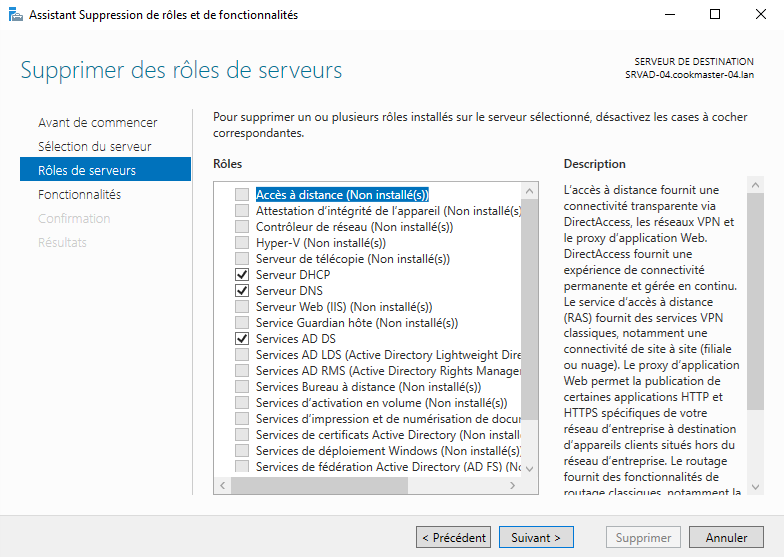 Assistant Suppression de rôles et de fonctionnalités
Supprimer des rôles de serveurs
SERVEUR DE DESTINATION
SRVAD-04.cookmaster-04.lan
Avant de commencer
Sélection du serveur
Rôles de serveurs
Fonctionnalités
Confirmation
Résultats
Pour supprimer un ou plusieurs rôles installés sur le serveur sélectionné, désactivez les cases à cocher
correspondantes.
Rôles
Accès à distance (Non installé(s))
Attestation d'intégrité de l'appareil (Non installé(s)
Contrôleur de réseau (Non installé(s))
Hyper-V (Non installé(s))
Serveur de télécopie (Non installé(s))
Serveur DHCP
Serveur DNS
Serveur Web (IIS) (Non installé(s))
Service Guardian hôte (Non installé(s))
Services AD DS
Services AD LDS (Active Directory Lightweight Dire
Services AD RMS (Active Directory Rights Manager
Services Bureau à distance (Non installé(s))
Services d'activation en volume (Non installé(s))
Services d'impression et de numérisation de docur
Services de certificats Active Directory (Non install
Services de déploiement Windows (Non installé(s)
Services de fédération Active Directory (AD FS) (No
Description
L'accès à distance fournit une
connectivité transparente via
DirectAccess, les réseaux VPN et
le proxy d'application Web.
DirectAccess fournit une
expérience de connectivité
permanente et gérée en continu.
Le service d'accès à distance
(RAS) fournit des services VPN
classiques, notamment une
connectivité de site à site (filiale
ou nuage). Le proxy d'application
Web permet la publication de
certaines applications HTTP et
HTTPS spécifiques de votre
réseau d'entreprise à destination
d'appareils clients situés hors du
réseau d'entreprise. Le routage
fournit des fonctionnalités de
routage classiques, notamment la
< Précédent
Suivant >
Supprimer
Annuler